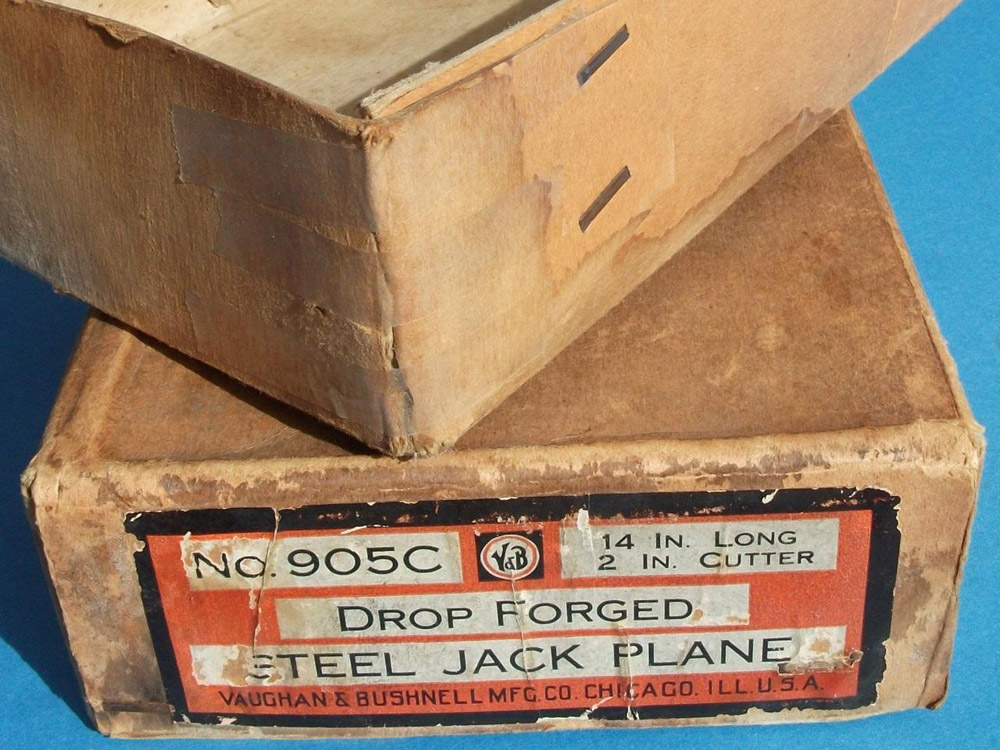 No. 905C
V&B
14 IN. LONG
2 IN. CUTTER
DROP FORGED
STEEL JACK PLANE
VAUGHAN & BUSHNELL MFG. CO. CHICAGO. ILL. U.S.A.